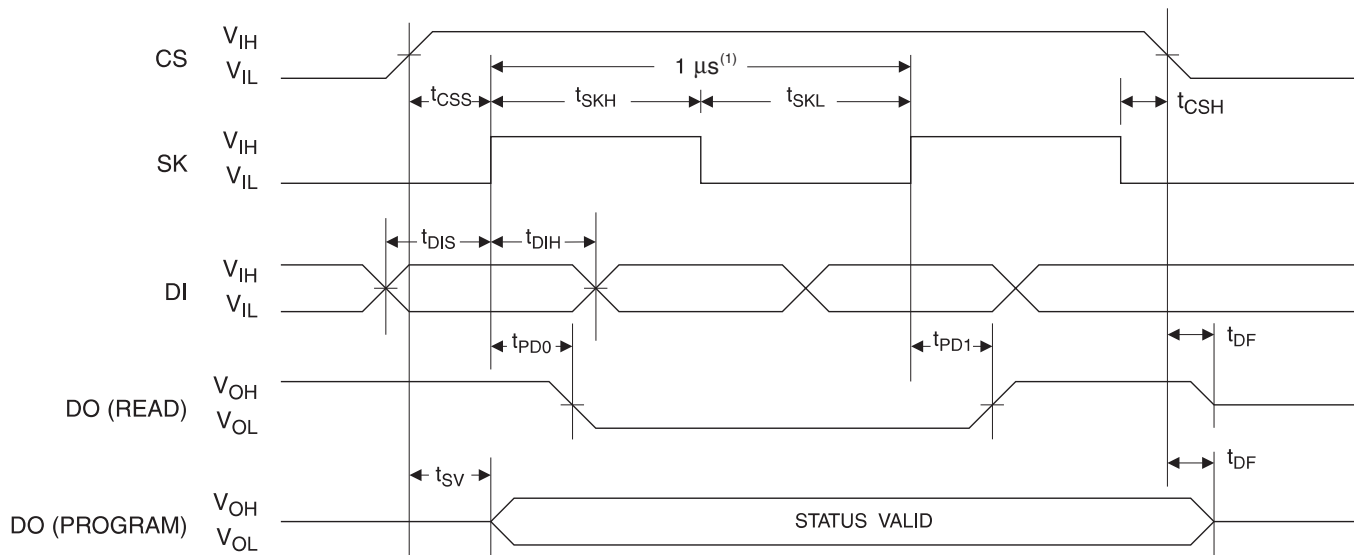 CS V_IH
V_IL
1 μs(1)
t_CSS t_SKH t_SKL t_CSH
SK V_IH
V_IL
t_DIS t_DIH
DI V_IH
V_IL
t_PD0 t_PD1 t_DF
DO (READ) V_OH
V_OL
t_SV t_DF
DO (PROGRAM) V_OH
V_OL
STATUS VALID